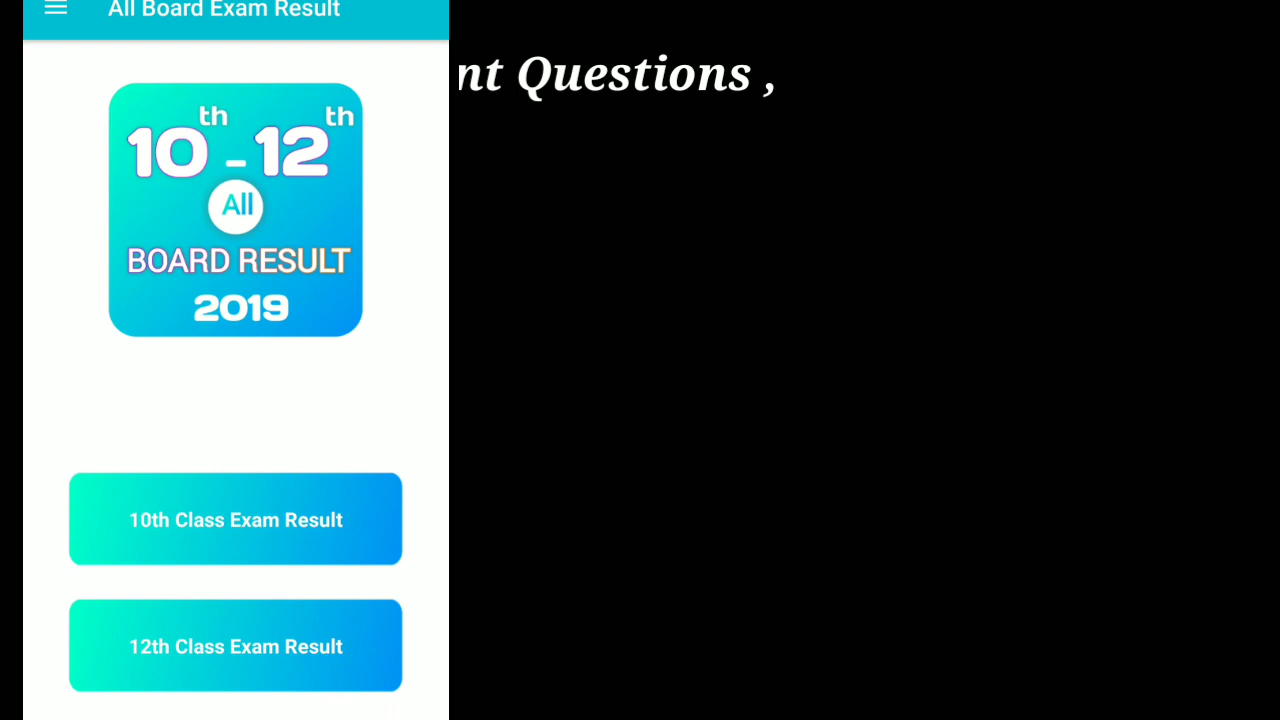 All Board Exam Result
nt Questions ,
10th - 12th
All
BOARD RESULT
2019
10th Class Exam Result
12th Class Exam Result